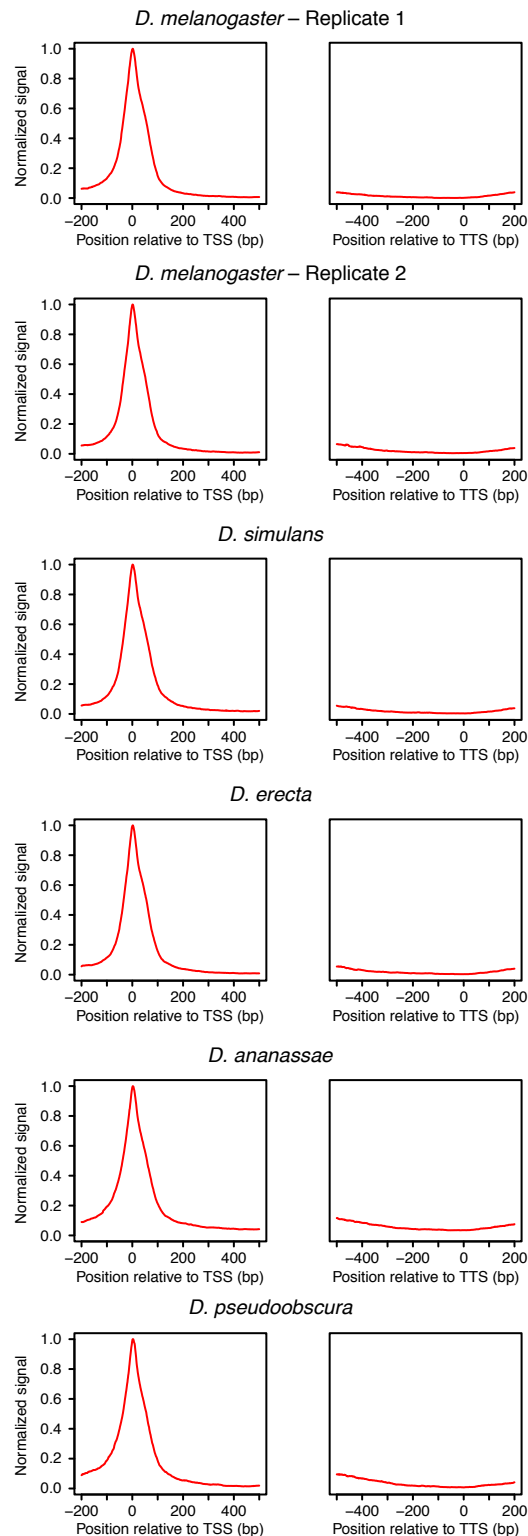 D. melanogaster – Replicate 1
Normalized signal
1.0
0.8
0.6
0.4
0.2
0.0
−200 0 200 400
−400 −200 0 200
Position relative to TSS (bp)
Position relative to TTS (bp)
D. melanogaster – Replicate 2
Normalized signal
1.0
0.8
0.6
0.4
0.2
0.0
−200 0 200 400
−400 −200 0 200
Position relative to TSS (bp)
Position relative to TTS (bp)
D. simulans
Normalized signal
1.0
0.8
0.6
0.4
0.2
0.0
−200 0 200 400
−400 −200 0 200
Position relative to TSS (bp)
Position relative to TTS (bp)
D. erecta
Normalized signal
1.0
0.8
0.6
0.4
0.2
0.0
−200 0 200 400
−400 −200 0 200
Position relative to TSS (bp)
Position relative to TTS (bp)
D. ananassae
Normalized signal
1.0
0.8
0.6
0.4
0.2
0.0
−200 0 200 400
−400 −200 0 200
Position relative to TSS (bp)
Position relative to TTS (bp)
D. pseudoobscura
Normalized signal
1.0
0.8
0.6
0.4
0.2
0.0
−200 0 200 400
−400 −200 0 200
Position relative to TSS (bp)
Position relative to TTS (bp)